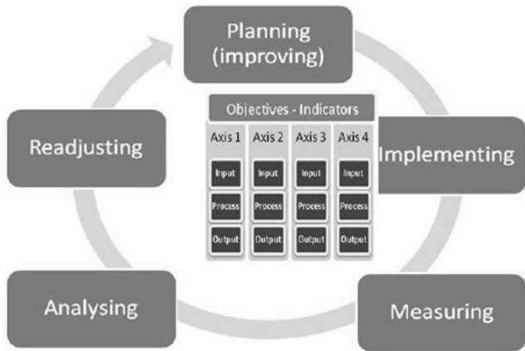 Planning
(improving)
Objectives - Indicators
Axis 1 Axis 2 Axis 3 Axis 4
Input Input Input Input
Process Process Process Process
Output Output Output Output
Implementing
Measuring
Analysing
Readjusting